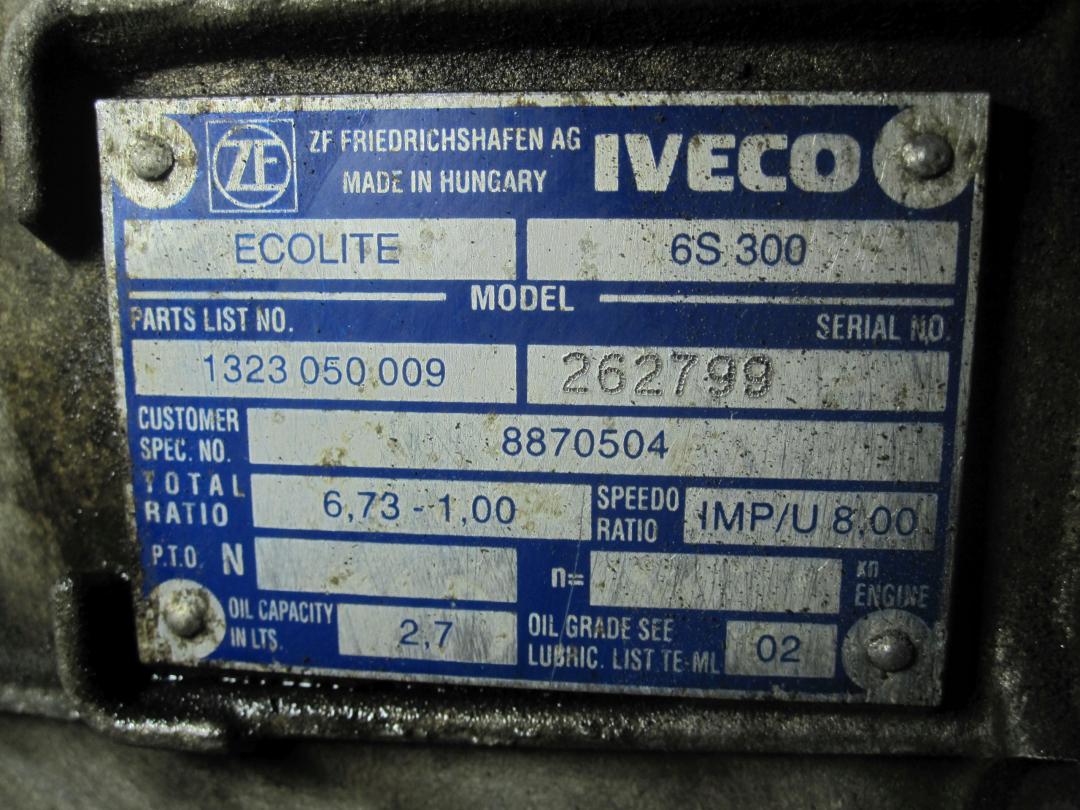 ZF
ZF FRIEDRICHSHAFEN AG
MADE IN HUNGARY
IVECO
ECOLITE 6S 300
MODEL
PARTS LIST NO. SERIAL NO.
1323 050 009 262799
CUSTOMER
SPEC. NO. 8870504
TOTAL
RATIO 6,73 - 1,00 SPEEDO
RATIO IMP/U 8,00
P.T.O. N n= xn
ENGINE
OIL CAPACITY
IN LTS. 2,7 OIL GRADE SEE
LUBRIC. LIST TE-ML 02